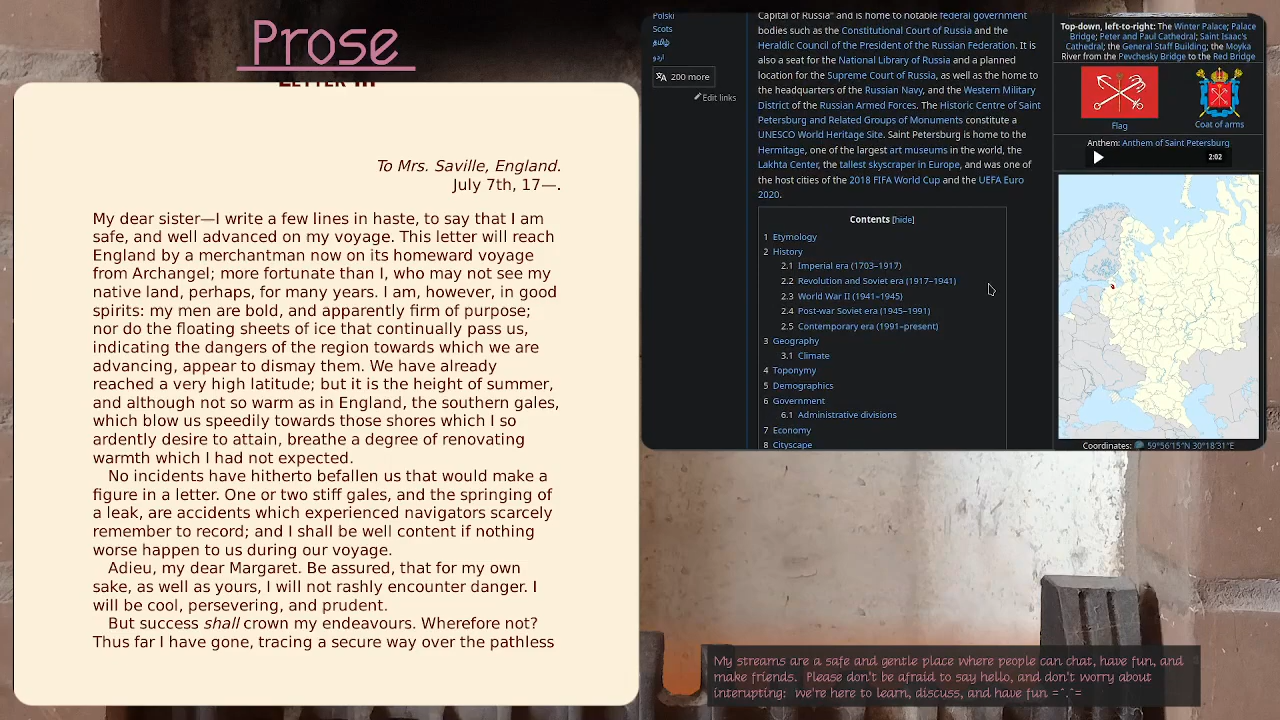 Prose
Letter III
To Mrs. Saville, England.
July 7th, 17—.
My dear sister—I write a few lines in haste, to say that I am
safe, and well advanced on my voyage. This letter will reach
England by a merchantman now on its homeward voyage
from Archangel; more fortunate than I, who may not see my
native land, perhaps, for many years. I am, however, in good
spirits: my men are bold, and apparently firm of purpose;
nor do the floating sheets of ice that continually pass us,
indicating the dangers of the region towards which we are
advancing, appear to dismay them. We have already
reached a very high latitude; but it is the height of summer,
and although not so warm as in England, the southern gales,
which blow us speedily towards those shores which I so
ardently desire to attain, breathe a degree of renovating
warmth which I had not expected.
No incidents have hitherto befallen us that would make a
figure in a letter. One or two stiff gales, and the springing of
a leak, are accidents which experienced navigators scarcely
remember to record; and I shall be well content if nothing
worse happen to us during our voyage.
Adieu, my dear Margaret. Be assured, that for my own
sake, as well as yours, I will not rashly encounter danger. I
will be cool, persevering, and prudent.
But success shall crown my endeavours. Wherefore not?
Thus far I have gone, tracing a secure way over the pathless
Polski
Scots
தமிழ்
اردو
200 more
Edit links
Capital of Russia" and is home to notable federal government
bodies such as the Constitutional Court of Russia and the
Heraldic Council of the President of the Russian Federation. It is
also a seat for the National Library of Russia and a planned
location for the Supreme Court of Russia, as well as the home to
the headquarters of the Russian Navy, and the Western Military
District of the Russian Armed Forces. The Historic Centre of Saint
Petersburg and Related Groups of Monuments constitute a
UNESCO World Heritage Site. Saint Petersburg is home to the
Hermitage, one of the largest art museums in the world, the
Lakhta Center, the tallest skyscraper in Europe, and was one of
the host cities of the 2018 FIFA World Cup and the UEFA Euro
2020.
Contents [hide]
1 Etymology
2 History
2.1 Imperial era (1703–1917)
2.2 Revolution and Soviet era (1917–1941)
2.3 World War II (1941–1945)
2.4 Post-war Soviet era (1945–1991)
2.5 Contemporary era (1991–present)
3 Geography
3.1 Climate
4 Toponymy
5 Demographics
6 Government
6.1 Administrative divisions
7 Economy
8 Cityscape
Top-down, left-to-right: The Winter Palace; Palace
Bridge; Peter and Paul Cathedral; Saint Isaac's
Cathedral; the General Staff Building; the Moyka
River from the Pevchesky Bridge to the Red Bridge
Flag
Coat of arms
Anthem: Anthem of Saint Petersburg
2:02
Coordinates: 59°56′15″N 30°18′31″E
My streams are a safe and gentle place where people can chat, have fun, and
make friends. Please don't be afraid to say hello, and don't worry about
interupting: we're here to learn, discuss, and have fun =^.^=